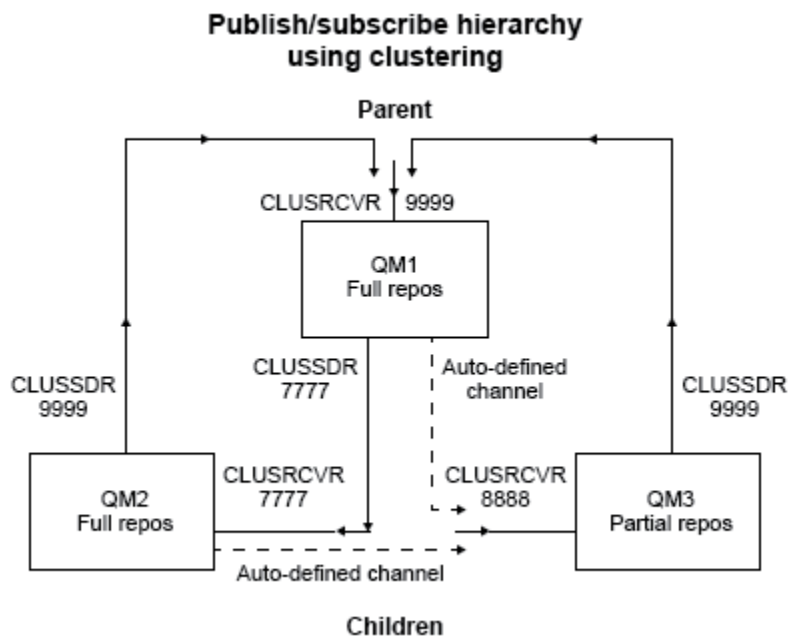 Publish/subscribe hierarchy
using clustering
Parent
CLUSRCVR 9999
QM1
Full repos
CLUSSDR
7777
Auto-defined
channel
CLUSSDR
9999
CLUSSDR
9999
CLUSRCVR
7777
CLUSRCVR
8888
QM2
Full repos
QM3
Partial repos
Auto-defined channel
Children